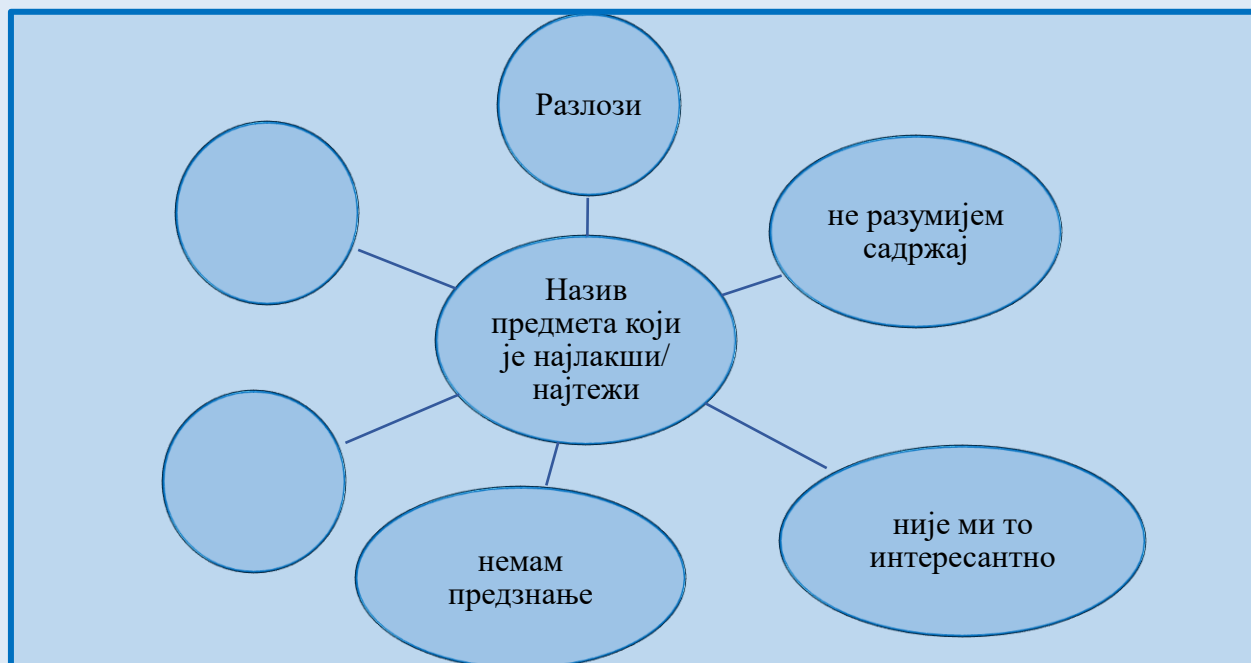 Разлози
не разумијем
садржај
Назив
предмета који
је најлакши/
најтежи
није ми то
интересантно
немам
предзнање